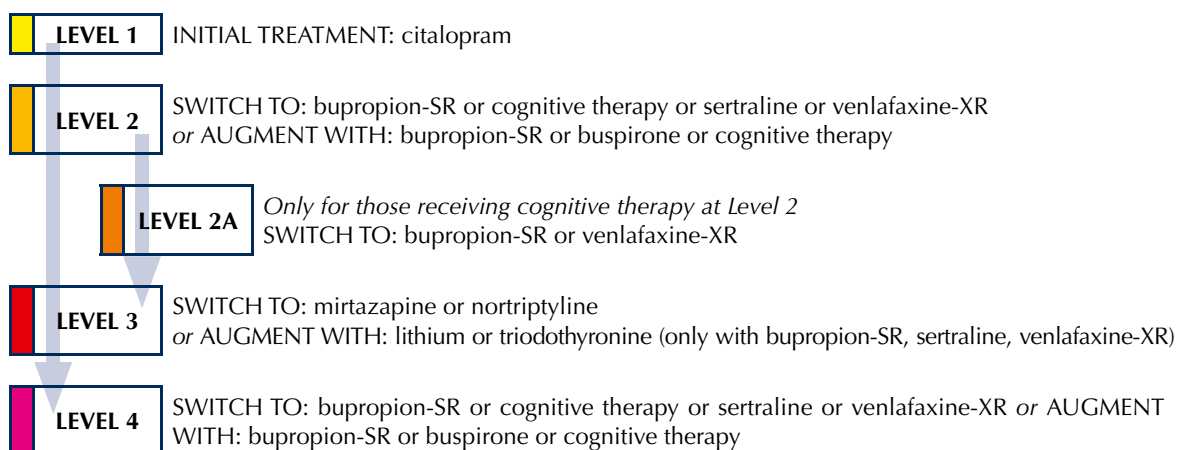 LEVEL 1 INITIAL TREATMENT: citalopram
LEVEL 2 SWITCH TO: bupropion-SR or cognitive therapy or sertraline or venlafaxine-XR
or AUGMENT WITH: bupropion-SR or buspirone or cognitive therapy
LEVEL 2A Only for those receiving cognitive therapy at Level 2
SWITCH TO: bupropion-SR or venlafaxine-XR
LEVEL 3 SWITCH TO: mirtazapine or nortriptyline
or AUGMENT WITH: lithium or triodothyronine (only with bupropion-SR, sertraline, venlafaxine-XR)
LEVEL 4 SWITCH TO: bupropion-SR or cognitive therapy or sertraline or venlafaxine-XR or AUGMENT
WITH: bupropion-SR or buspirone or cognitive therapy